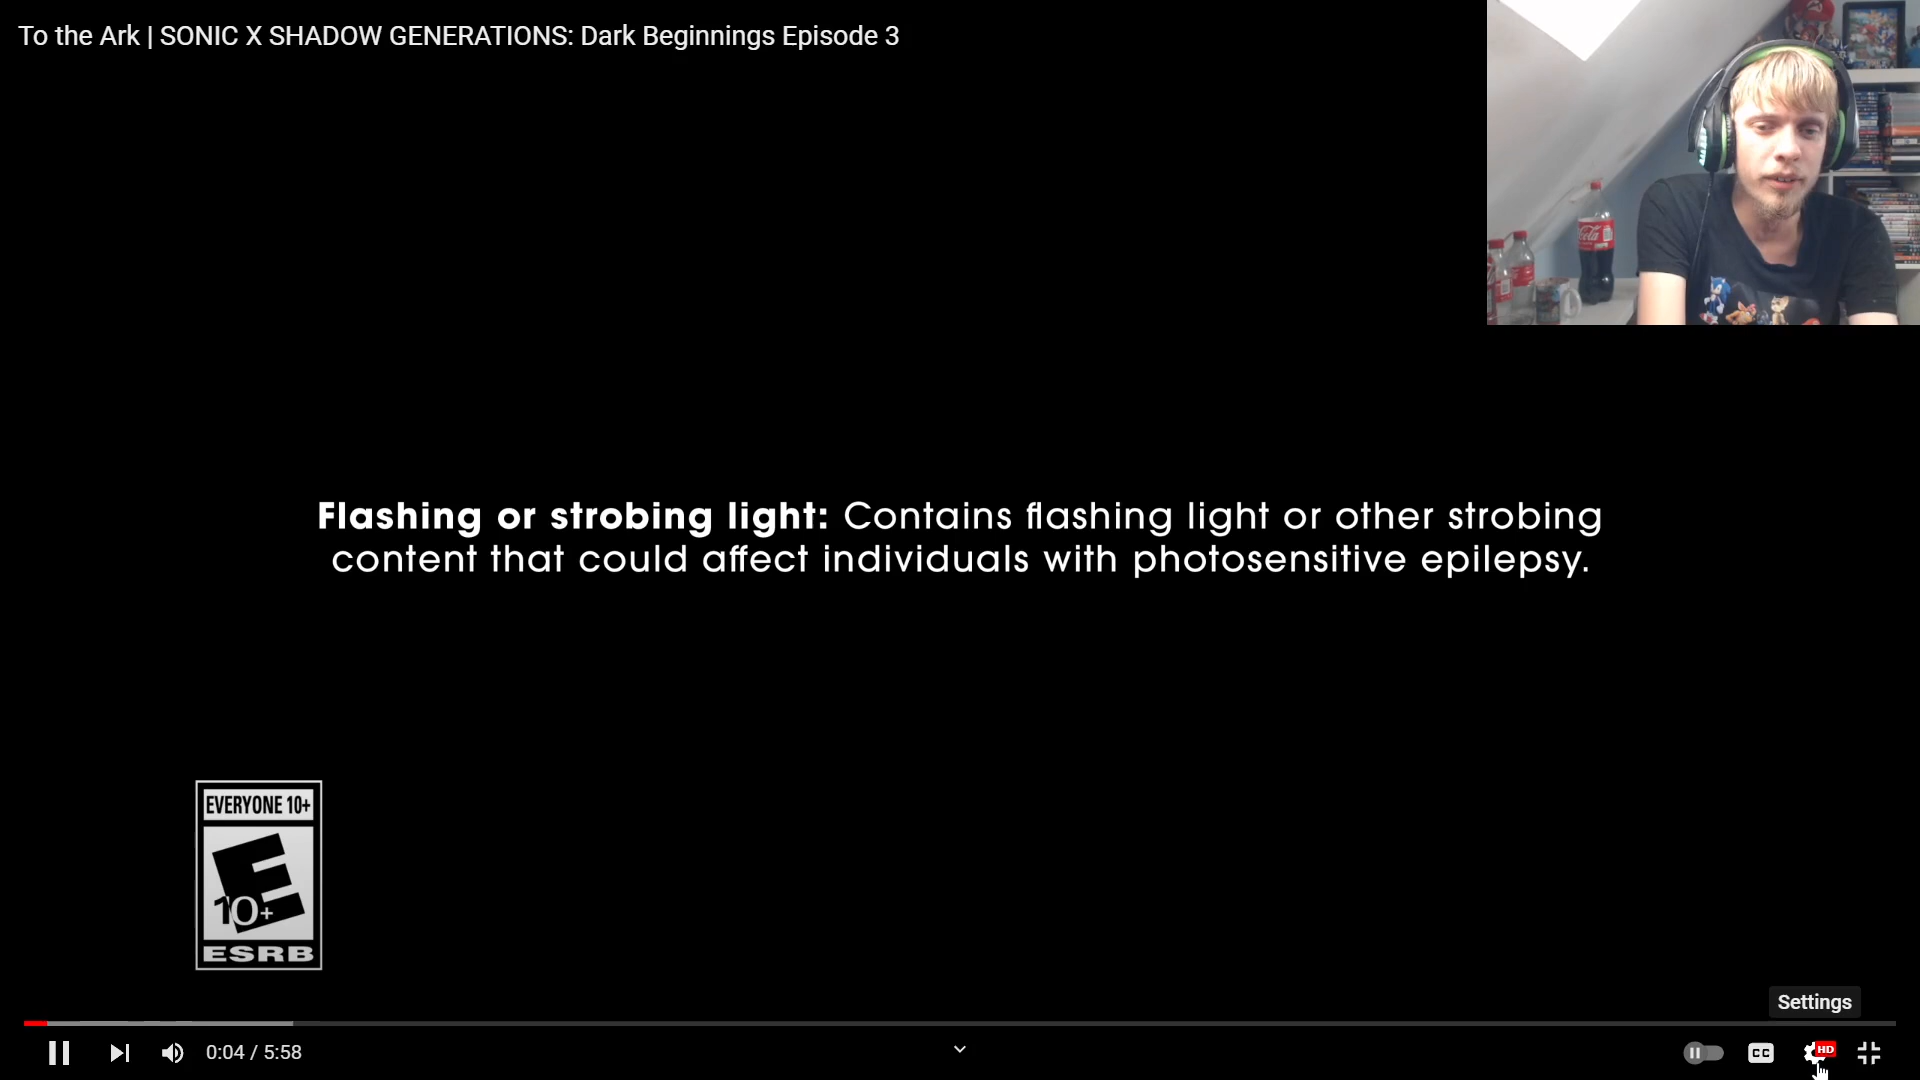 To the Ark | SONIC X SHADOW GENERATIONS: Dark Beginnings Episode 3
Cola
Flashing or strobing light: Contains flashing light or other strobing
content that could affect individuals with photosensitive epilepsy.
EVERYONE 10+
E
10+
ESRB
Settings
0:04 / 5:58
CC
HD